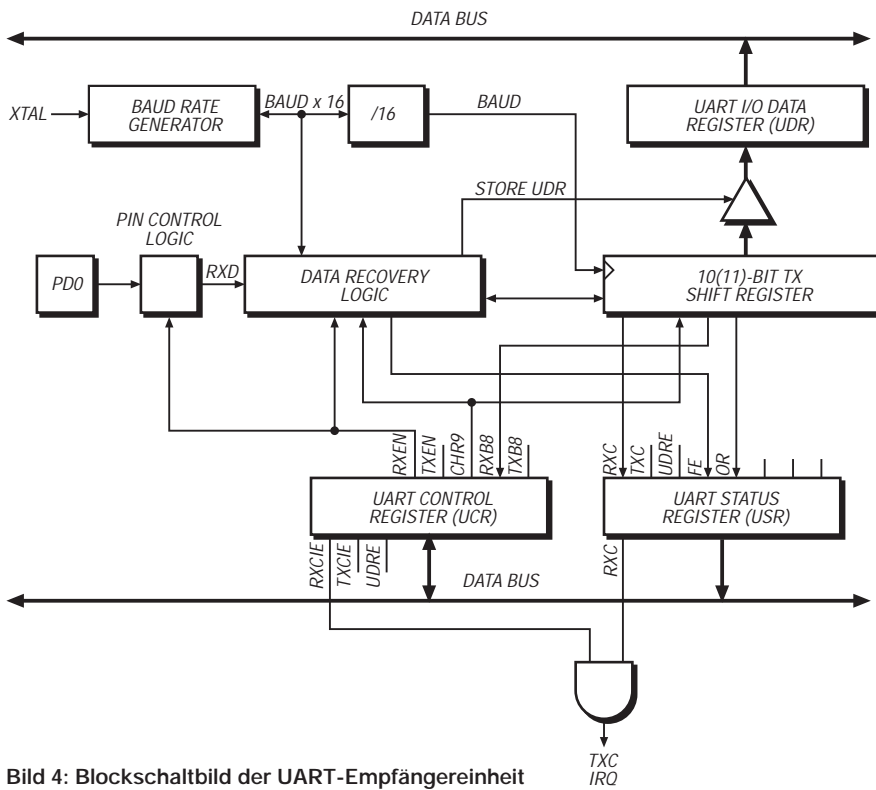 DATA BUS
XTAL
BAUD RATE
GENERATOR
BAUD x 16
/16
BAUD
UART I/O DATA
REGISTER (UDR)
STORE UDR
PIN CONTROL
LOGIC
PD0
RXD
DATA RECOVERY
LOGIC
10(11)-BIT TX
SHIFT REGISTER
RXEN
TXEN
CHR9
RXB8
TXB8
RXC
TXC
UDRE
FE
OR
UART CONTROL
REGISTER (UCR)
UART STATUS
REGISTER (USR)
RXCIE
TXCIE
UDRE
RXC
DATA BUS
TXC
IRQ
Bild 4: Blockschaltbild der UART-Empfängereinheit